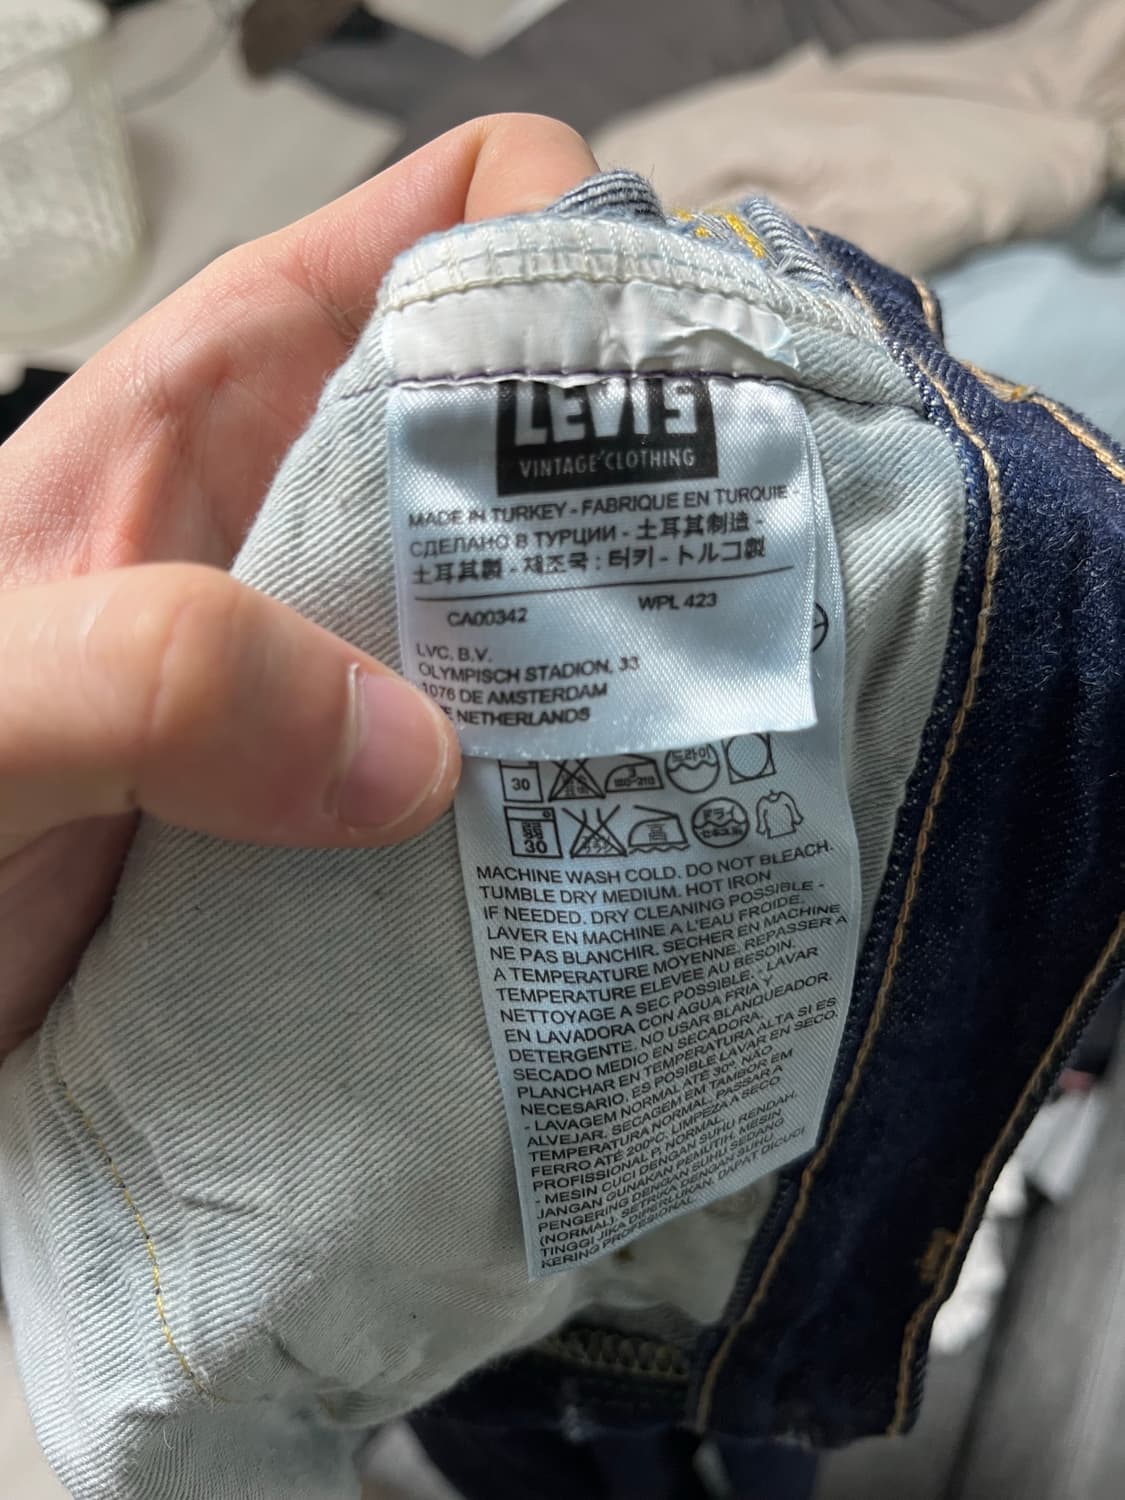 LEVI'S
VINTAGE CLOTHING
MADE IN TURKEY - FABRIQUE EN TURQUIE -
СДЕЛАНО В ТУРЦИИ - 土耳其制造 -
土耳其製 - 제조국 : 터키 - トルコ製
CA00342 WPL 423
LVC. B.V.
OLYMPISCH STADION, 33
1076 DE AMSTERDAM
NETHERLANDS
30 드라이
30
MACHINE WASH COLD. DO NOT BLEACH.
TUMBLE DRY MEDIUM. HOT IRON
IF NEEDED. DRY CLEANING POSSIBLE -
LAVER EN MACHINE A L'EAU FROIDE.
NE PAS BLANCHIR. SECHER EN MACHINE
A TEMPERATURE MOYENNE. REPASSER A
TEMPERATURE ELEVEE AU BESOIN.
NETTOYAGE A SEC POSSIBLE. - LAVAR
EN LAVADORA CON AGUA FRIA Y
DETERGENTE. NO USAR BLANQUEADOR.
SECADO MEDIO EN SECADORA.
PLANCHAR EN TEMPERATURA ALTA SI ES
NECESARIO. ES POSIBLE LAVAR EN SECO.
- LAVAGEM NORMAL ATÉ 30º. NÃO
ALVEJAR. SECAGEM EM TAMBOR EM
TEMPERATURA NORMAL. PASSAR A
FERRO ATÉ 200ºC. LIMPEZA A SECO
PROFISSIONAL P, NORMAL.
- MESIN CUCI DENGAN SUHU RENDAH.
JANGAN GUNAKAN PEMUTIH. MESIN
PENGERING DENGAN SUHU SEDANG
(NORMAL). SETRIKA DENGAN SUHU
TINGGI JIKA DIPERLUKAN. DAPAT DICUCI
KERING PROFESIONAL.